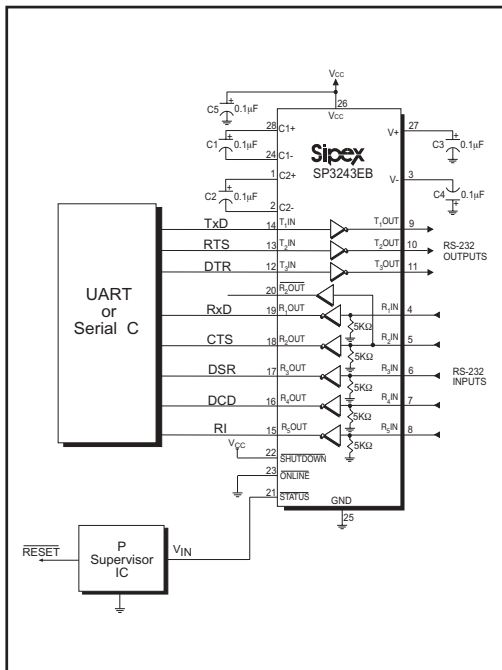 VCC
C5 0.1µF
26
VCC
28 C1+
C1 0.1µF
24 C1-
1 C2+
C2 0.1µF
2 C2-
Sipex
SP3243EB
V+ 27
C3 0.1µF
V- 3
C4 0.1µF
UART
or
Serial C
TxD 14 T1IN T1OUT 9
RTS 13 T2IN T2OUT 10
DTR 12 T3IN T3OUT 11
RS-232
OUTPUTS
20 R2OUT
RxD 19 R1OUT R1IN 4
5KΩ
CTS 18 R2OUT R2IN 5
5KΩ
DSR 17 R3OUT R3IN 6
5KΩ
DCD 16 R4OUT R4IN 7
5KΩ
RI 15 R5OUT R5IN 8
5KΩ
RS-232
INPUTS
VCC
22 SHUTDOWN
23 ONLINE
21 STATUS
GND
25
RESET
P
Supervisor
IC
VIN